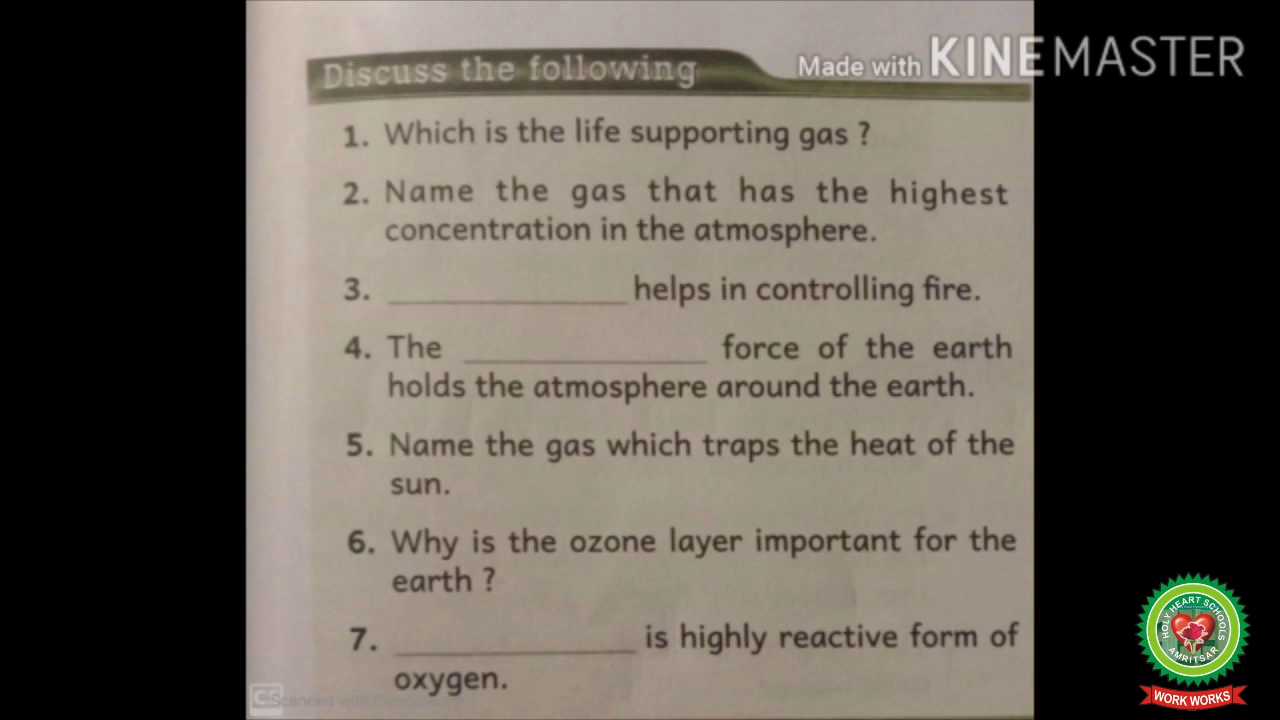 Made with KINEMASTER
Discuss the following
1. Which is the life supporting gas ?
2. Name the gas that has the highest
concentration in the atmosphere.
3. ______________ helps in controlling fire.
4. The ______________ force of the earth
holds the atmosphere around the earth.
5. Name the gas which traps the heat of the
sun.
6. Why is the ozone layer important for the
earth ?
7. ______________ is highly reactive form of
oxygen.
CS Scanned with
HOLY HEART SCHOOLS
AMRITSAR
WORK WORKS